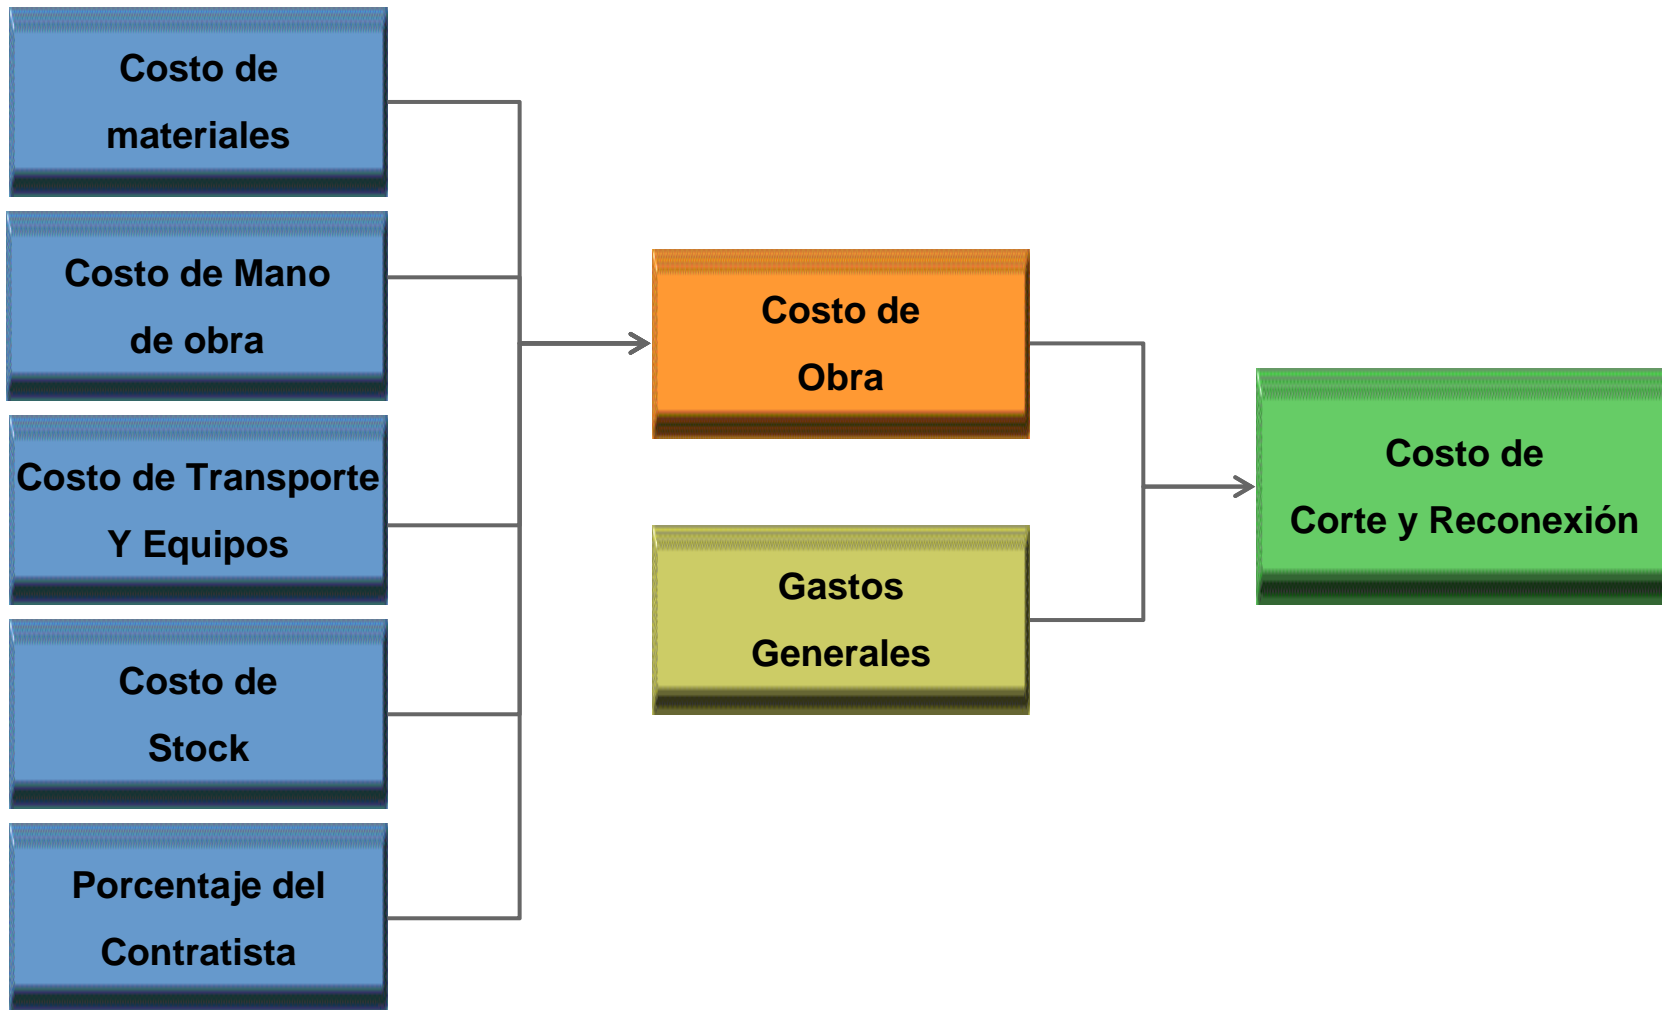 Costo de
materiales
Costo de Mano
de obra
Costo de Transporte
Y Equipos
Costo de
Stock
Porcentaje del
Contratista
Costo de
Obra
Gastos
Generales
Costo de
Corte y Reconexión